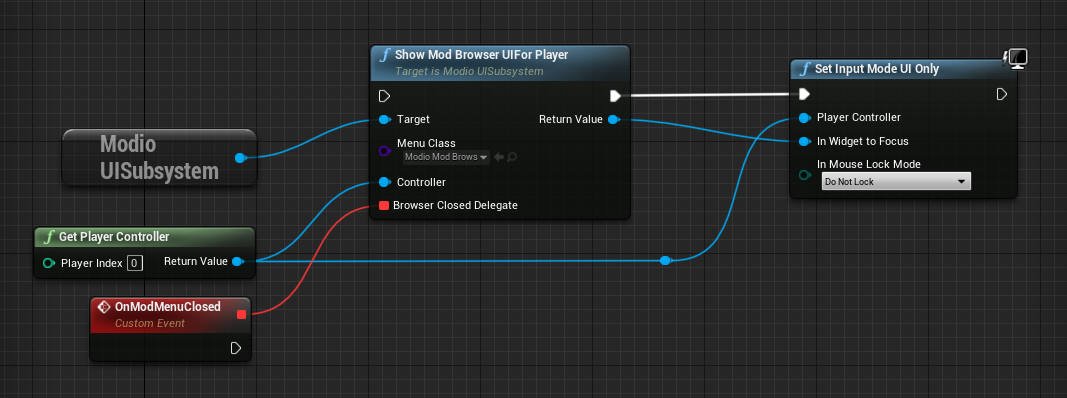 Show Mod Browser UIFor Player
Target is Modio UISubsystem
Target
Return Value
Menu Class
Modio Mod Brows
Controller
Browser Closed Delegate
Set Input Mode UI Only
Player Controller
In Widget to Focus
In Mouse Lock Mode
Do Not Lock
Modio
UISubsystem
Get Player Controller
Player Index 0
Return Value
OnModMenuClosed
Custom Event